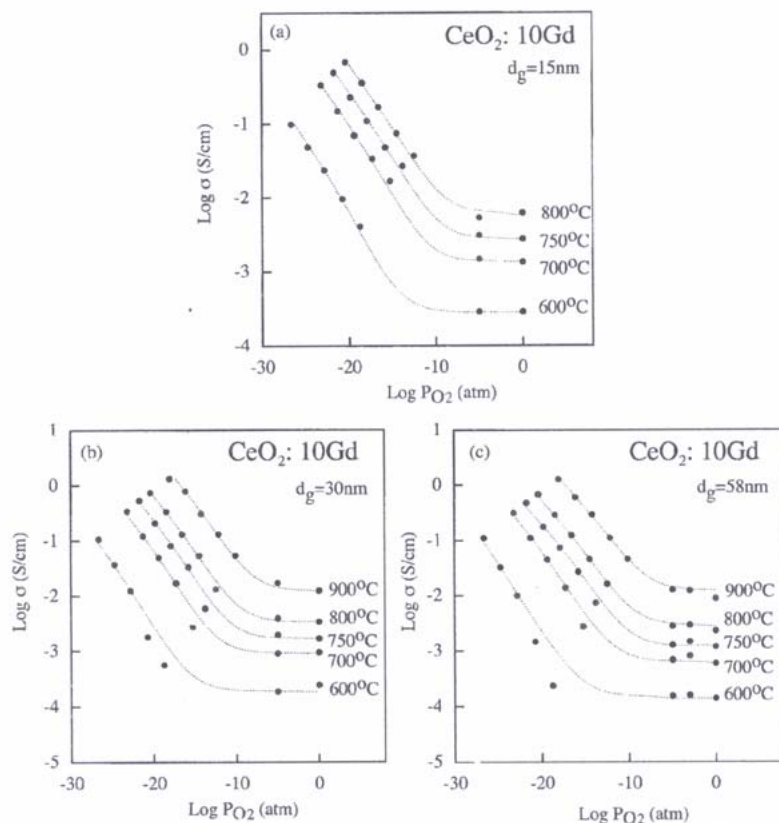 (a)
CeO2: 10Gd
dg=15nm
0
-1
-2
-3
-4
Log σ (S/cm)
800°C
750°C
700°C
600°C
-30
-20
-10
0
Log PO2 (atm)
(b)
CeO2: 10Gd
dg=30nm
1
0
-1
-2
-3
-4
-5
Log σ (S/cm)
900°C
800°C
750°C
700°C
600°C
-30
-20
-10
0
Log PO2 (atm)
(c)
CeO2: 10Gd
dg=58nm
1
0
-1
-2
-3
-4
-5
Log σ (S/cm)
900°C
800°C
750°C
700°C
600°C
-30
-20
-10
0
Log PO2 (atm)